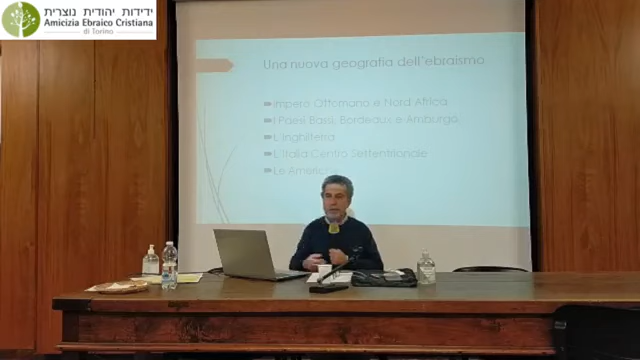 ידידות יהודית נוצרית
Amicizia Ebraico Cristiana
di Torino
Una nuova geografia dell'ebraismo
Impero Ottomano e Nord Africa
I Paesi Bassi, Bordeaux e Amburgo
L'Inghilterra
L'Italia Centro Settentrionale
Le